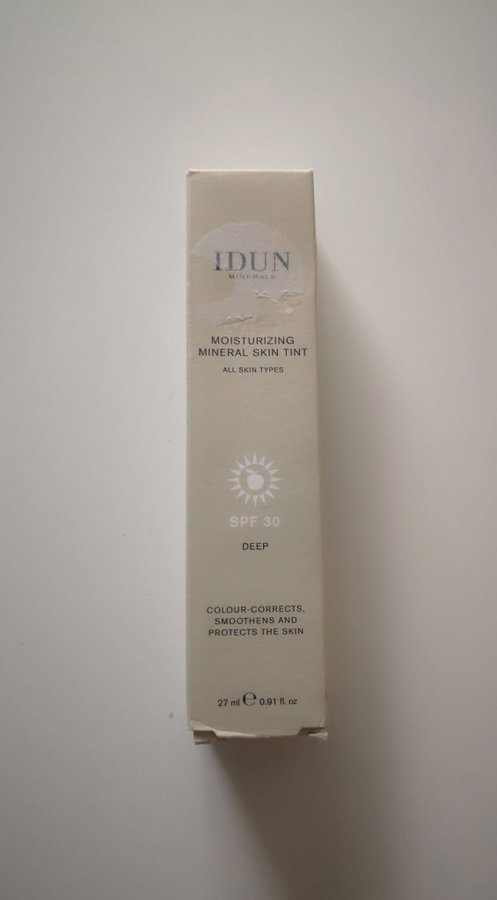 IDUN
MINERALS
MOISTURIZING
MINERAL SKIN TINT
ALL SKIN TYPES
SPF 30
DEEP
COLOUR-CORRECTS,
SMOOTHENS AND
PROTECTS THE SKIN
27 ml ℮ 0.91 fl. oz